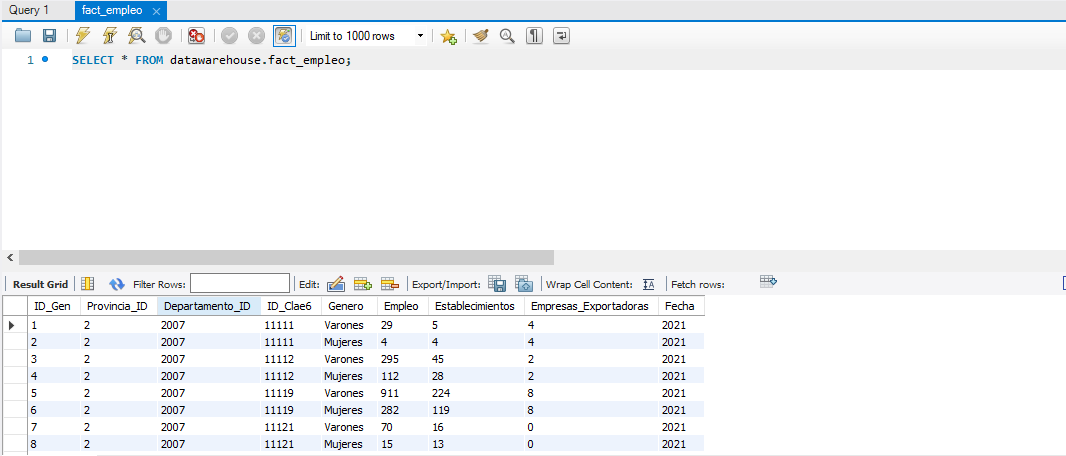 Query 1 fact_empleo
Limit to 1000 rows
1 SELECT * FROM datawarehouse.fact_empleo;
Result Grid Filter Rows: Edit: Export/Import: Wrap Cell Content: Fetch rows:
ID_Gen Provincia_ID Departamento_ID ID_Clae6 Genero Empleo Establecimientos Empresas_Exportadoras Fecha
1 2 2007 11111 Varones 29 5 4 2021
2 2 2007 11111 Mujeres 4 4 4 2021
3 2 2007 11112 Varones 295 45 2 2021
4 2 2007 11112 Mujeres 112 28 2 2021
5 2 2007 11119 Varones 911 224 8 2021
6 2 2007 11119 Mujeres 282 119 8 2021
7 2 2007 11121 Varones 70 16 0 2021
8 2 2007 11121 Mujeres 15 13 0 2021